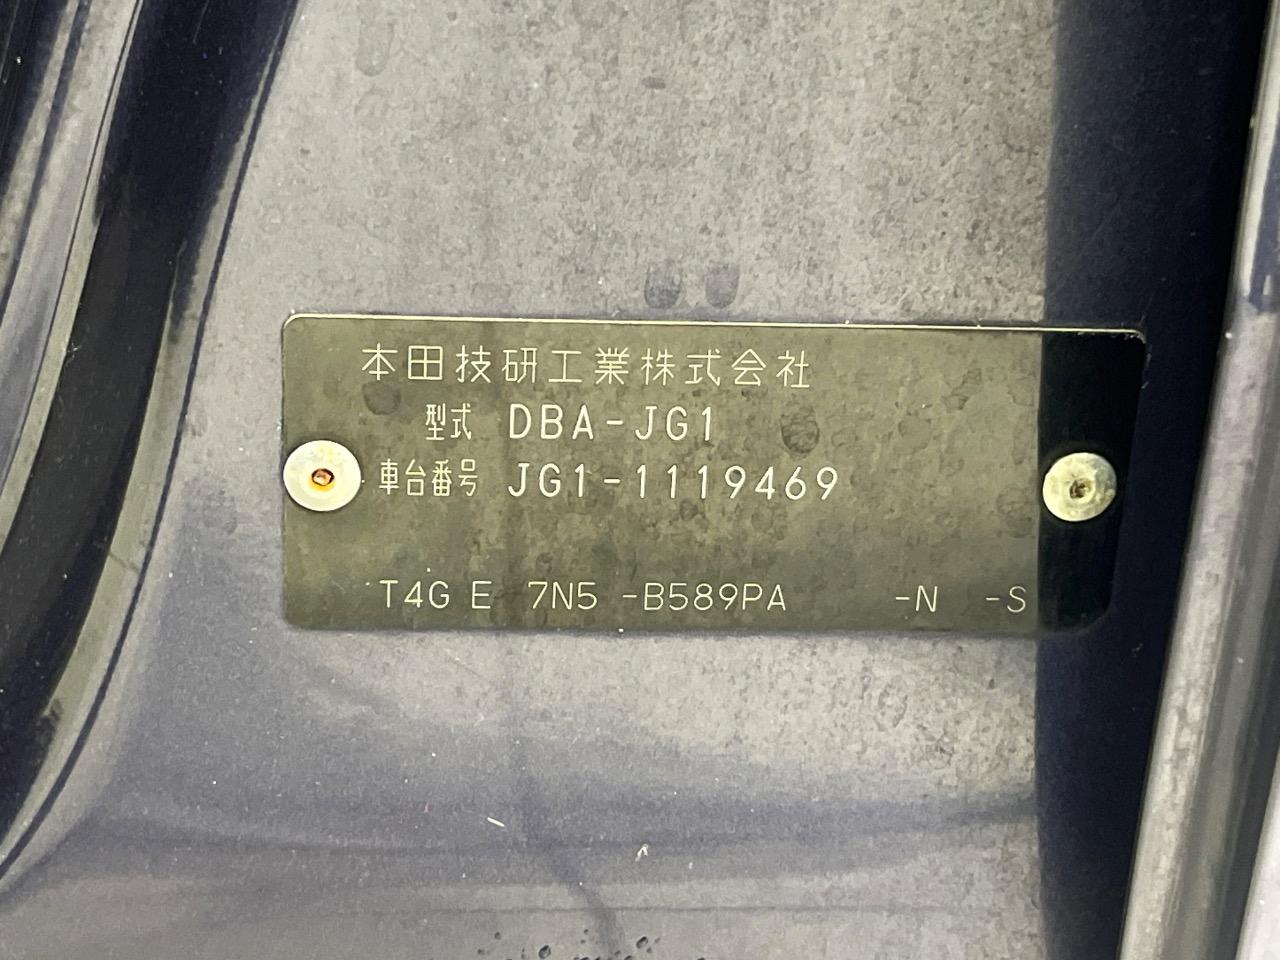 本田技研工業株式会社
型式 DBA-JG1
車台番号 JG1-1119469
T4G E 7N5 -B589PA -N -S